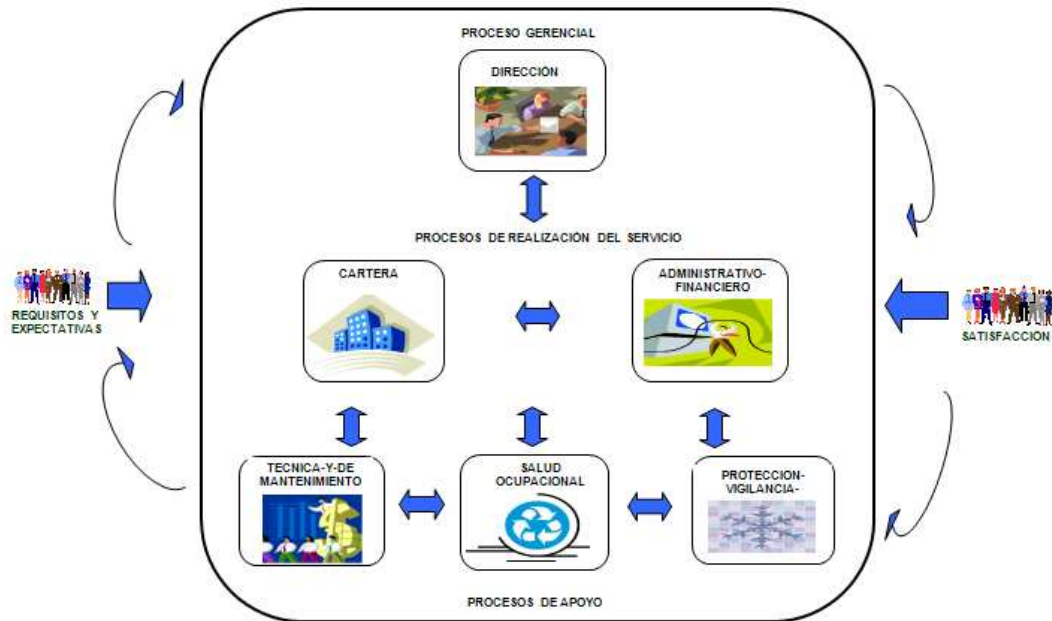 PROCESO GERENCIAL
DIRECCIÓN
PROCESOS DE REALIZACIÓN DEL SERVICIO
CARTERA
ADMINISTRATIVO-
FINANCIERO
REQUISITOS Y
EXPECTATIVAS
SATISFACCIÓN
TECNICA-Y-DE
MANTENIMIENTO
SALUD
OCUPACIONAL
PROTECCION-
VIGILANCIA-
PROCESOS DE APOYO